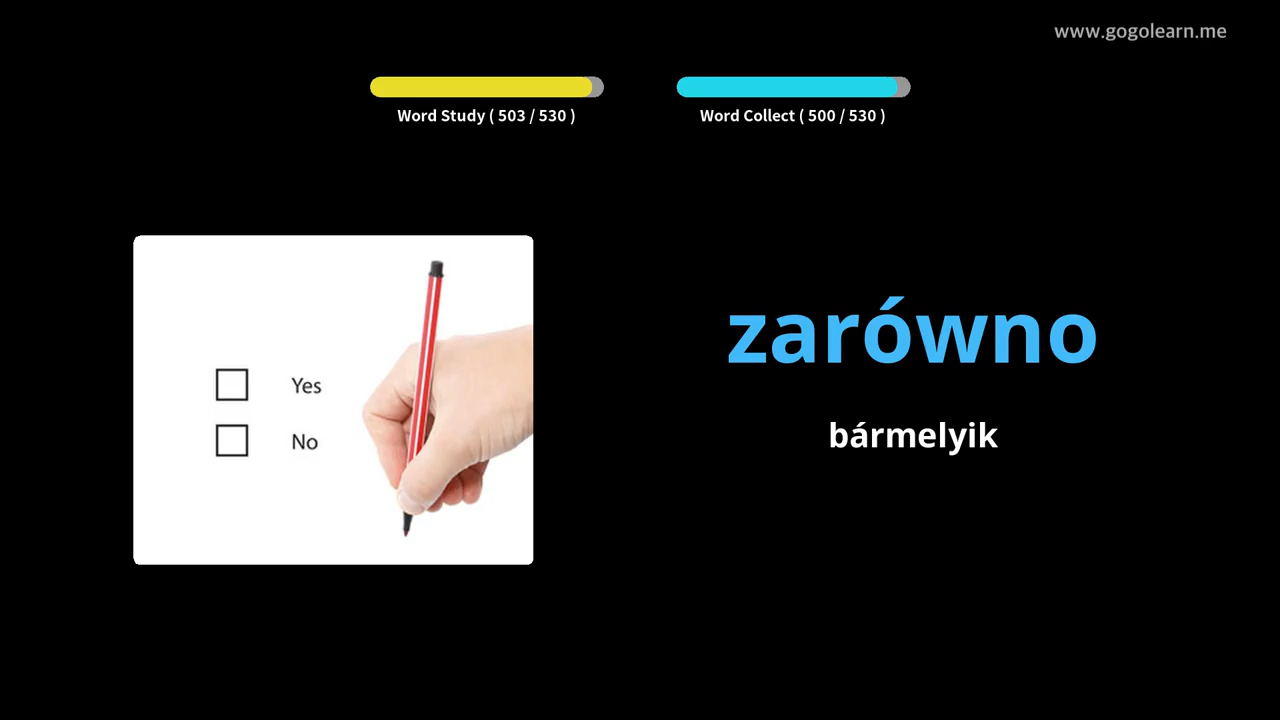 www.gogolearn.me
Word Study ( 503 / 530 )
Word Collect ( 500 / 530 )
zarówno
bármelyik
Yes
No